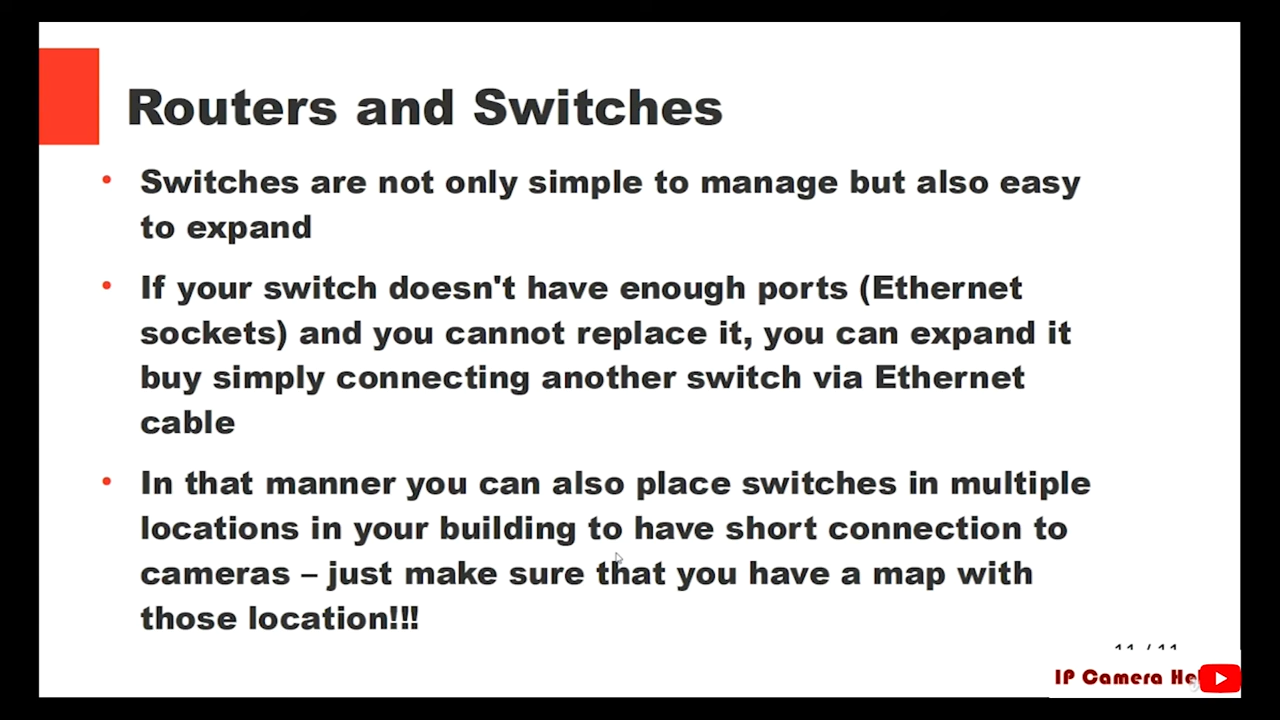 Routers and Switches
• Switches are not only simple to manage but also easy
to expand
• If your switch doesn't have enough ports (Ethernet
sockets) and you cannot replace it, you can expand it
buy simply connecting another switch via Ethernet
cable
• In that manner you can also place switches in multiple
locations in your building to have short connection to
cameras – just make sure that you have a map with
those location!!!
11 / 11
IP Camera He